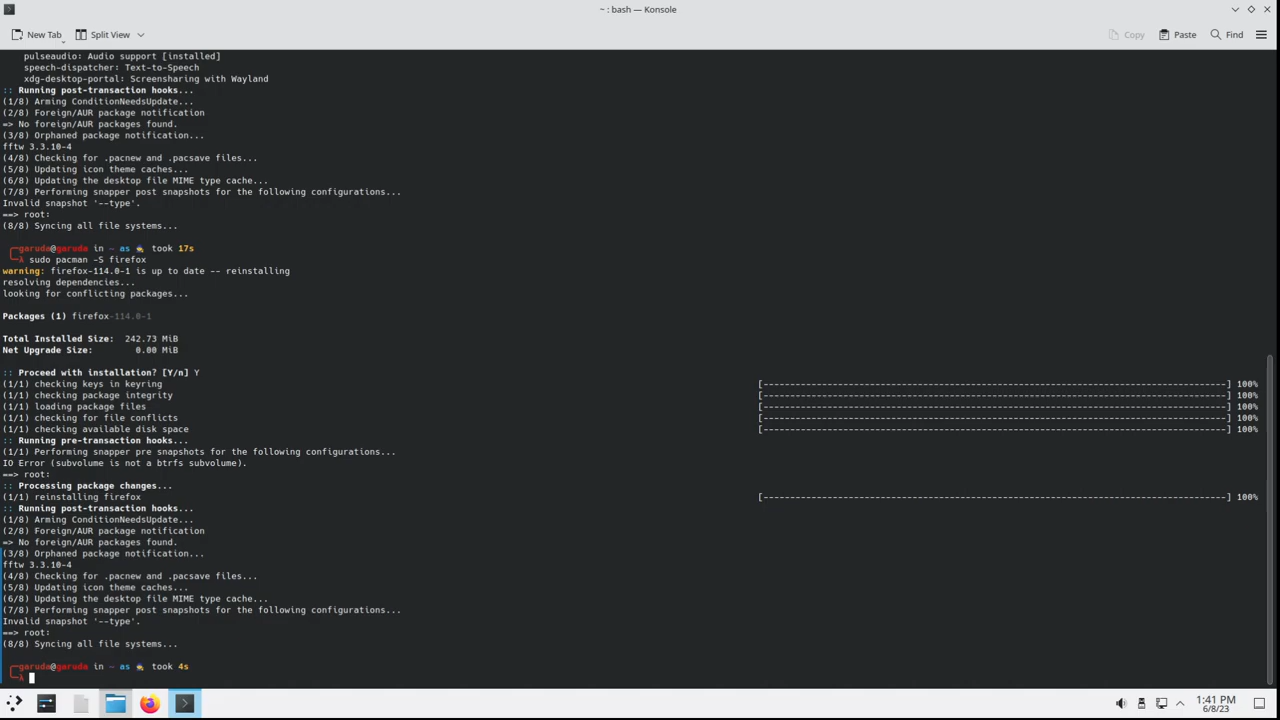 ~ : bash — Konsole
New Tab
Split View
Copy
Paste
Find
pulseaudio: Audio support [installed]
speech-dispatcher: Text-to-Speech
xdg-desktop-portal: Screensharing with Wayland
:: Running post-transaction hooks...
(1/8) Arming ConditionNeedsUpdate...
(2/8) Foreign/AUR package notification
=> No foreign/AUR packages found.
(3/8) Orphaned package notification...
fftw 3.3.10-4
(4/8) Checking for .pacnew and .pacsave files...
(5/8) Updating icon theme caches...
(6/8) Updating the desktop file MIME type cache...
(7/8) Performing snapper post snapshots for the following configurations...
Invalid snapshot '--type'.
==> root:
(8/8) Syncing all file systems...
garuda@garuda in ~ as 🧙 took 17s
λ sudo pacman -S firefox
warning: firefox-114.0-1 is up to date -- reinstalling
resolving dependencies...
looking for conflicting packages...
Packages (1) firefox-114.0-1
Total Installed Size: 242.73 MiB
Net Upgrade Size: 0.00 MiB
:: Proceed with installation? [Y/n] Y
(1/1) checking keys in keyring [----------------------------------------------------------------------------------------] 100%
(1/1) checking package integrity [----------------------------------------------------------------------------------------] 100%
(1/1) loading package files [----------------------------------------------------------------------------------------] 100%
(1/1) checking for file conflicts [----------------------------------------------------------------------------------------] 100%
(1/1) checking available disk space [----------------------------------------------------------------------------------------] 100%
:: Running pre-transaction hooks...
(1/1) Performing snapper pre snapshots for the following configurations...
IO Error (subvolume is not a btrfs subvolume).
==> root:
:: Processing package changes...
(1/1) reinstalling firefox [----------------------------------------------------------------------------------------] 100%
:: Running post-transaction hooks...
(1/8) Arming ConditionNeedsUpdate...
(2/8) Foreign/AUR package notification
=> No foreign/AUR packages found.
(3/8) Orphaned package notification...
fftw 3.3.10-4
(4/8) Checking for .pacnew and .pacsave files...
(5/8) Updating icon theme caches...
(6/8) Updating the desktop file MIME type cache...
(7/8) Performing snapper post snapshots for the following configurations...
Invalid snapshot '--type'.
==> root:
(8/8) Syncing all file systems...
garuda@garuda in ~ as 🧙 took 4s
λ
1:41 PM
6/8/23